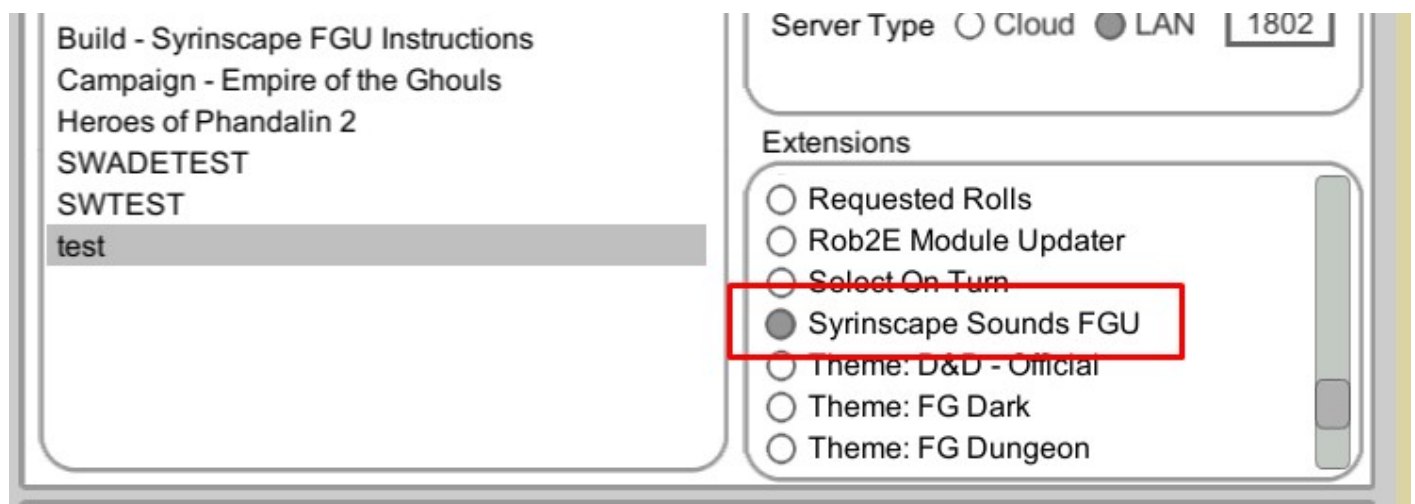 Build - Syrinscape FGU Instructions
Campaign - Empire of the Ghouls
Heroes of Phandalin 2
SWADETEST
SWTEST
test
Server Type Cloud LAN 1802
Extensions
Requested Rolls
Rob2E Module Updater
Select On Turn
Syrinscape Sounds FGU
Theme: D&D - Official
Theme: FG Dark
Theme: FG Dungeon